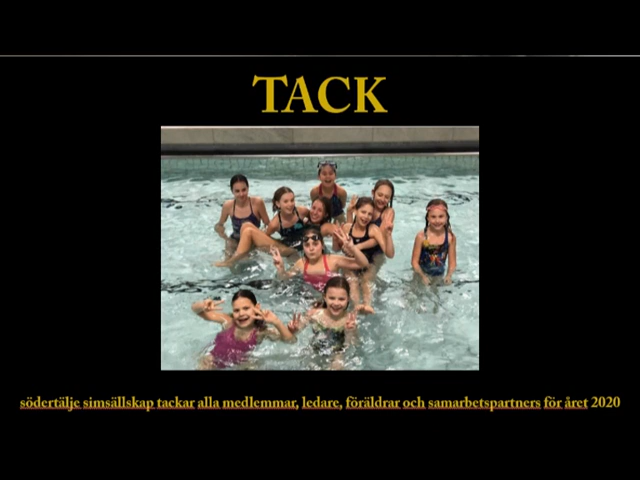 TACK
södertälje simsällskap tackar alla medlemmar, ledare, föräldrar och samarbetspartners för året 2020